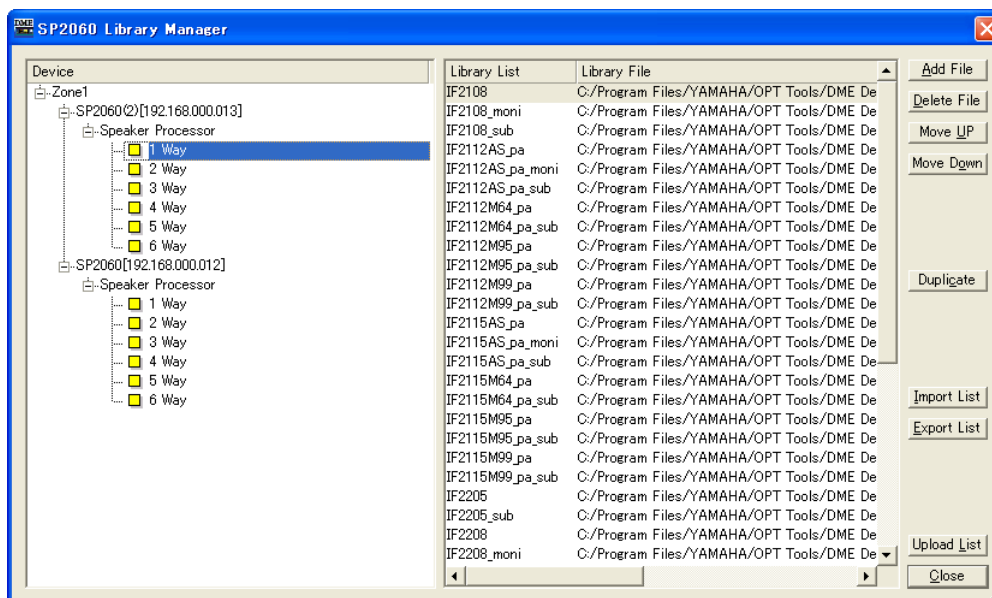 DME
SP2060 Library Manager
Device
Zone1
SP2060(2)[192.168.000.013]
Speaker Processor
1 Way
2 Way
3 Way
4 Way
5 Way
6 Way
SP2060[192.168.000.012]
Speaker Processor
1 Way
2 Way
3 Way
4 Way
5 Way
6 Way
Library List Library File
IF2108 C:/Program Files/YAMAHA/OPT Tools/DME De
IF2108_moni C:/Program Files/YAMAHA/OPT Tools/DME De
IF2108_sub C:/Program Files/YAMAHA/OPT Tools/DME De
IF2112AS_pa C:/Program Files/YAMAHA/OPT Tools/DME De
IF2112AS_pa_moni C:/Program Files/YAMAHA/OPT Tools/DME De
IF2112AS_pa_sub C:/Program Files/YAMAHA/OPT Tools/DME De
IF2112M64_pa C:/Program Files/YAMAHA/OPT Tools/DME De
IF2112M64_pa_sub C:/Program Files/YAMAHA/OPT Tools/DME De
IF2112M95_pa C:/Program Files/YAMAHA/OPT Tools/DME De
IF2112M95_pa_sub C:/Program Files/YAMAHA/OPT Tools/DME De
IF2112M99_pa C:/Program Files/YAMAHA/OPT Tools/DME De
IF2112M99_pa_sub C:/Program Files/YAMAHA/OPT Tools/DME De
IF2115AS_pa C:/Program Files/YAMAHA/OPT Tools/DME De
IF2115AS_pa_moni C:/Program Files/YAMAHA/OPT Tools/DME De
IF2115AS_pa_sub C:/Program Files/YAMAHA/OPT Tools/DME De
IF2115M64_pa C:/Program Files/YAMAHA/OPT Tools/DME De
IF2115M64_pa_sub C:/Program Files/YAMAHA/OPT Tools/DME De
IF2115M95_pa C:/Program Files/YAMAHA/OPT Tools/DME De
IF2115M95_pa_sub C:/Program Files/YAMAHA/OPT Tools/DME De
IF2115M99_pa C:/Program Files/YAMAHA/OPT Tools/DME De
IF2115M99_pa_sub C:/Program Files/YAMAHA/OPT Tools/DME De
IF2205 C:/Program Files/YAMAHA/OPT Tools/DME De
IF2205_sub C:/Program Files/YAMAHA/OPT Tools/DME De
IF2208 C:/Program Files/YAMAHA/OPT Tools/DME De
IF2208_moni C:/Program Files/YAMAHA/OPT Tools/DME De
Add File
Delete File
Move UP
Move Down
Duplicate
Import List
Export List
Upload List
Close